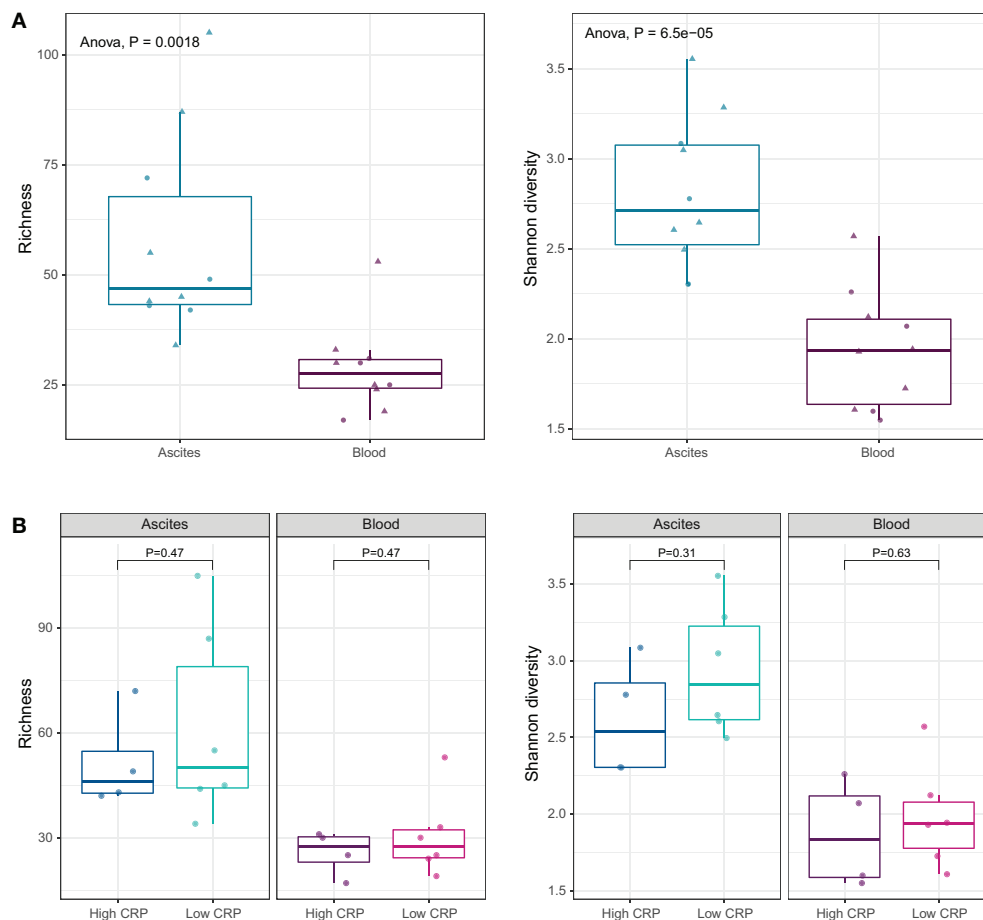 A
Anova, P = 0.0018
100
75
50
25
Richness
Ascites
Blood
Anova, P = 6.5e−05
3.5
3.0
2.5
2.0
1.5
Shannon diversity
Ascites
Blood
B
Ascites
Blood
P=0.47
P=0.47
90
60
30
Richness
High CRP
Low CRP
High CRP
Low CRP
Ascites
Blood
P=0.31
P=0.63
3.5
3.0
2.5
2.0
1.5
Shannon diversity
High CRP
Low CRP
High CRP
Low CRP